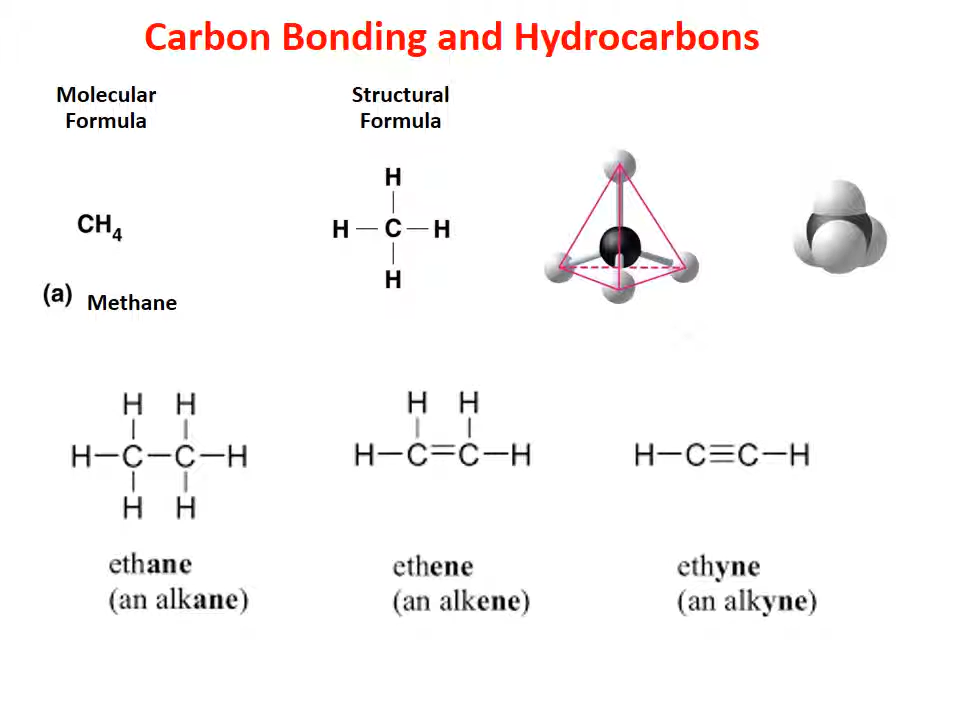 Carbon Bonding and Hydrocarbons
Molecular
Formula
Structural
Formula
H
CH4
H — C — H
H
(a) Methane
H H
H—C—C—H
H H
H H
H—C=C—H
H—C≡C—H
ethane
(an alkane)
ethene
(an alkene)
ethyne
(an alkyne)